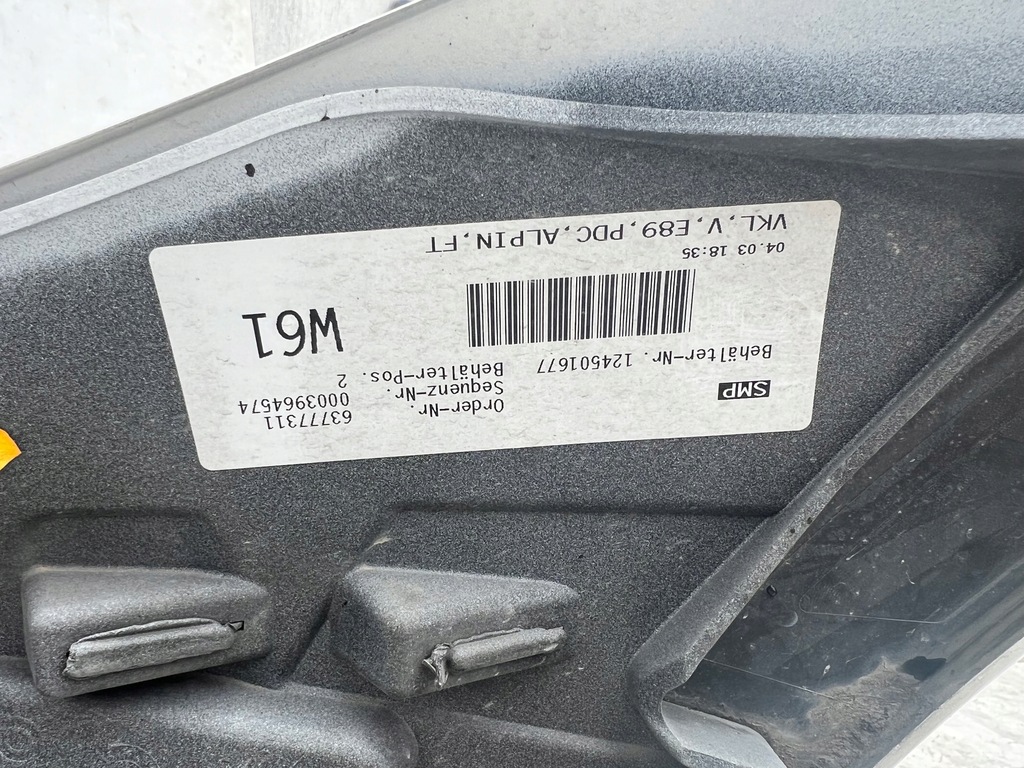 SMP
Order-Nr. 63777311
Sequenz-Nr. 0003964574
Behälter-Pos. 2
Behälter-Nr. 124501677
W61
04.03 18:35
VKL,V,E89,PDC,ALPIN,FT